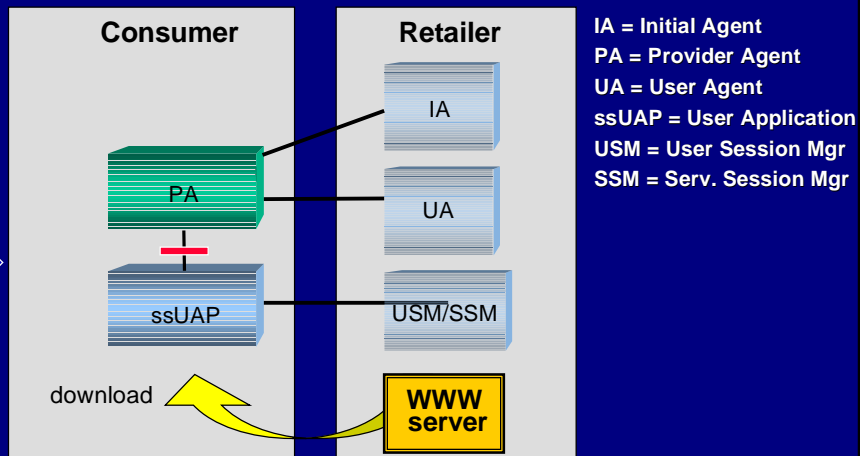 Consumer
Retailer
IA = Initial Agent
PA = Provider Agent
UA = User Agent
ssUAP = User Application
USM = User Session Mgr
SSM = Serv. Session Mgr
IA
PA
UA
ssUAP
USM/SSM
download
WWW
server